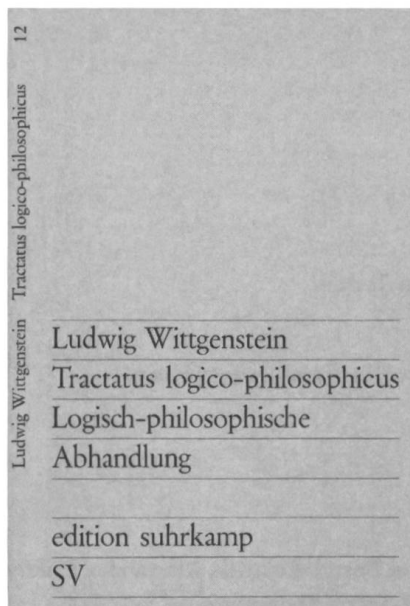 Ludwig Wittgenstein Tractatus logico-philosophicus 12
Ludwig Wittgenstein
Tractatus logico-philosophicus
Logisch-philosophische
Abhandlung
edition suhrkamp
SV